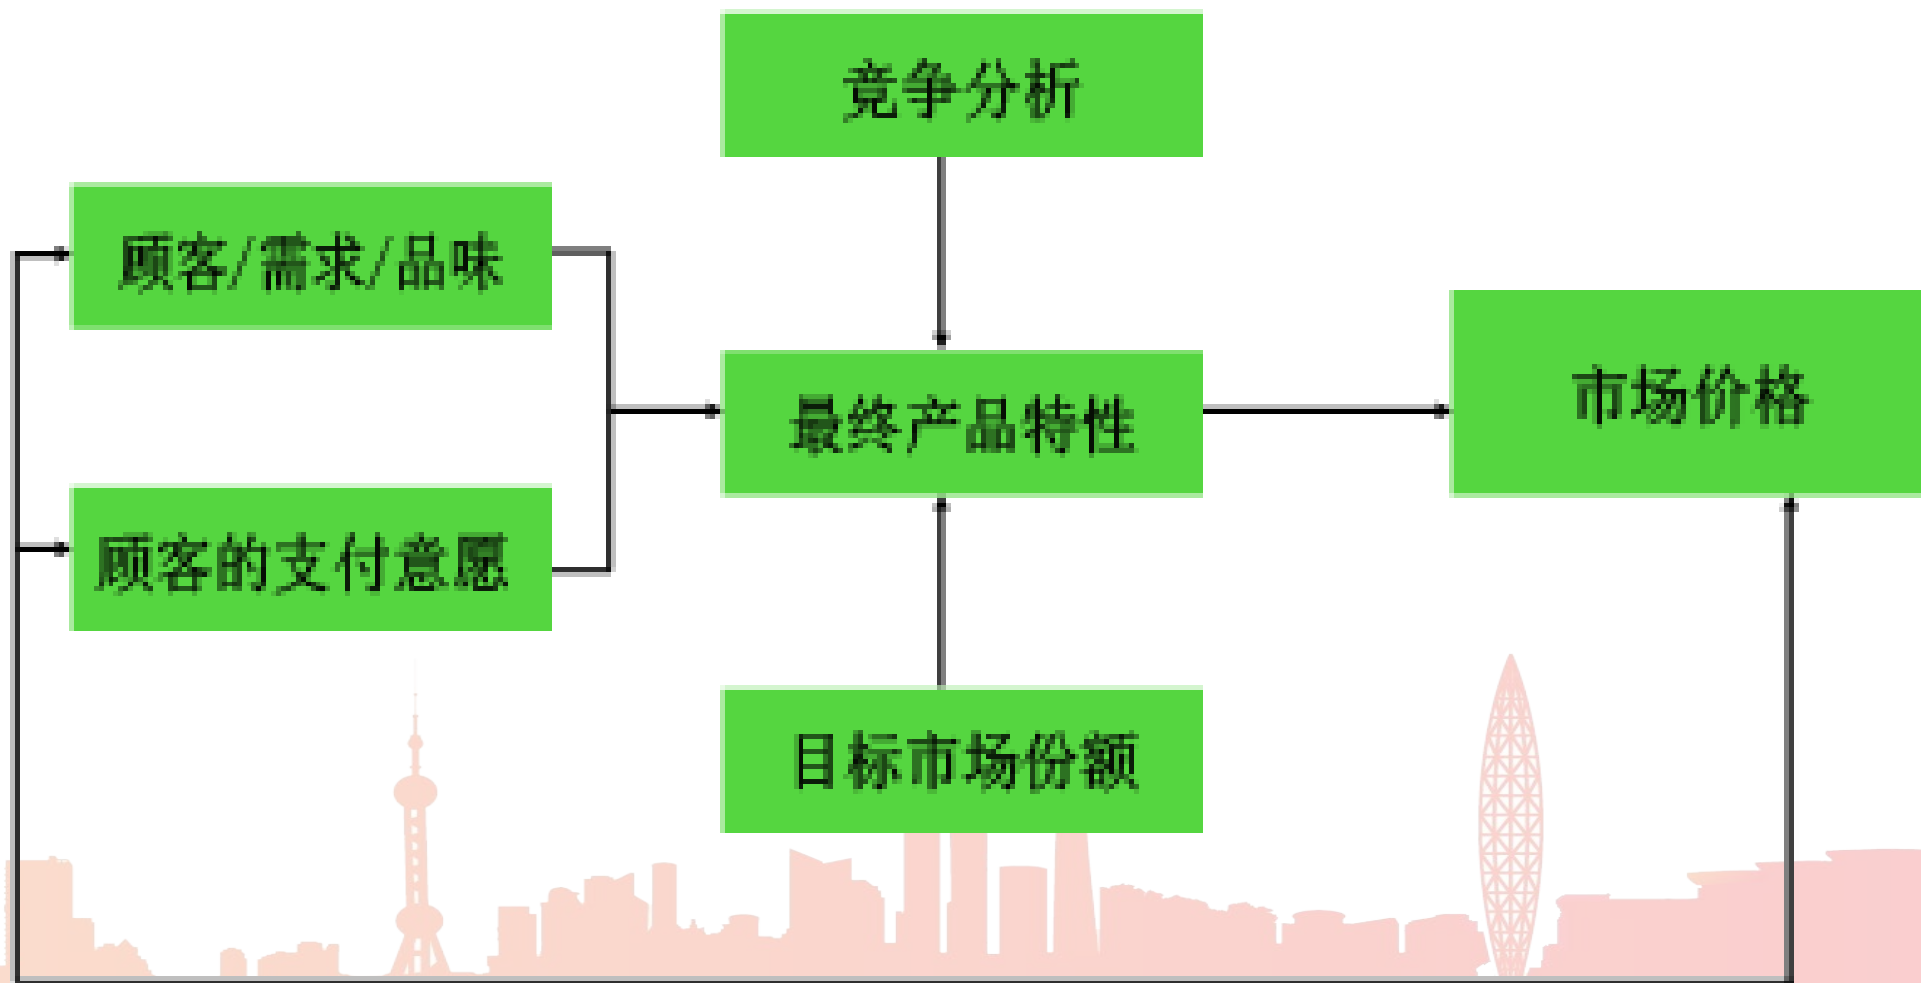 竞争分析
顾客/需求/品味
最终产品特性
市场价格
顾客的支付意愿
目标市场份额